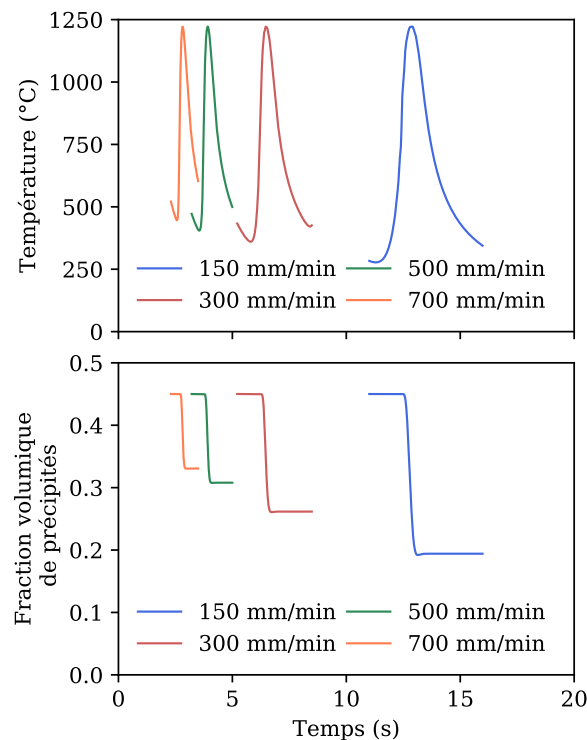 1250
1000
750
500
250
0
Température (°C)
150 mm/min
500 mm/min
300 mm/min
700 mm/min
0.5
0.4
0.3
0.2
0.1
0.0
Fraction volumique
de précipités
150 mm/min
500 mm/min
300 mm/min
700 mm/min
0
5
10
15
20
Temps (s)